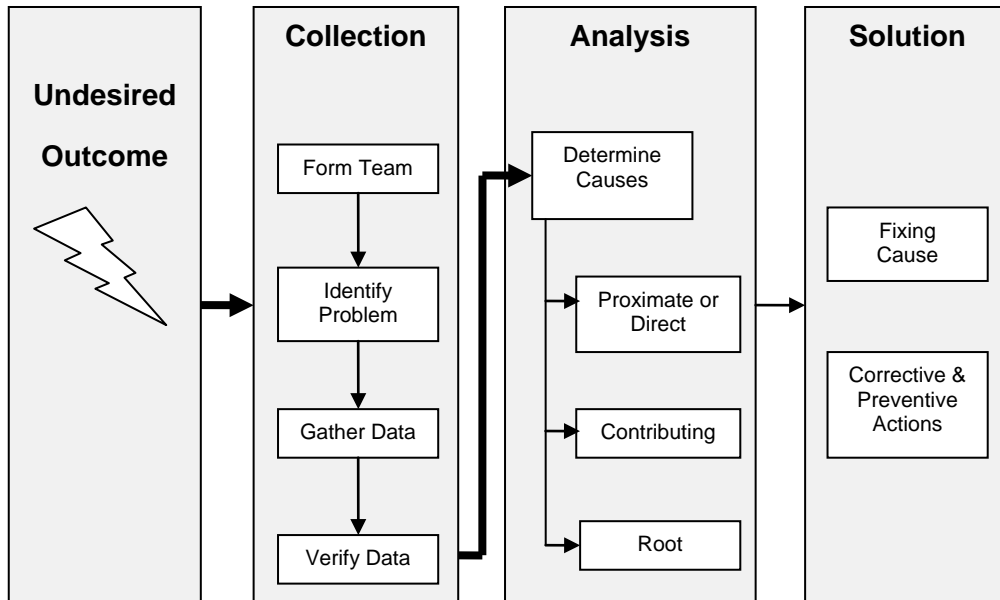 Undesired
Outcome
Collection
Form Team
Identify
Problem
Gather Data
Verify Data
Analysis
Determine
Causes
Proximate or
Direct
Contributing
Root
Solution
Fixing
Cause
Corrective &
Preventive
Actions